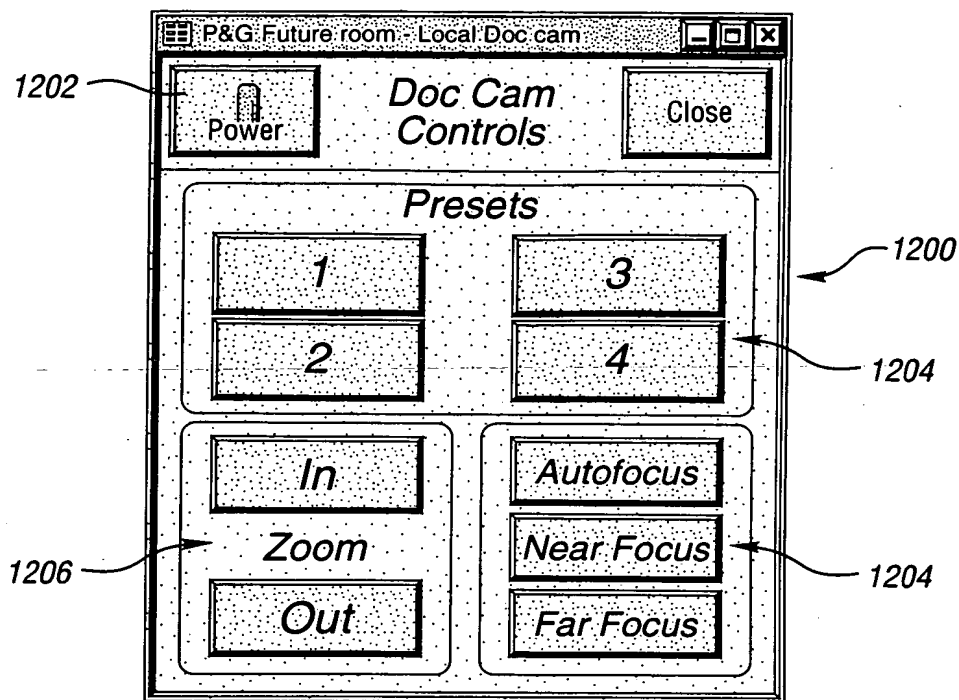 P&G Future room - Local Doc cam
1202
Power
Doc Cam
Controls
Close
Presets
1
3
1200
2
4
1204
In
Autofocus
1206
Zoom
Near Focus
1204
Out
Far Focus